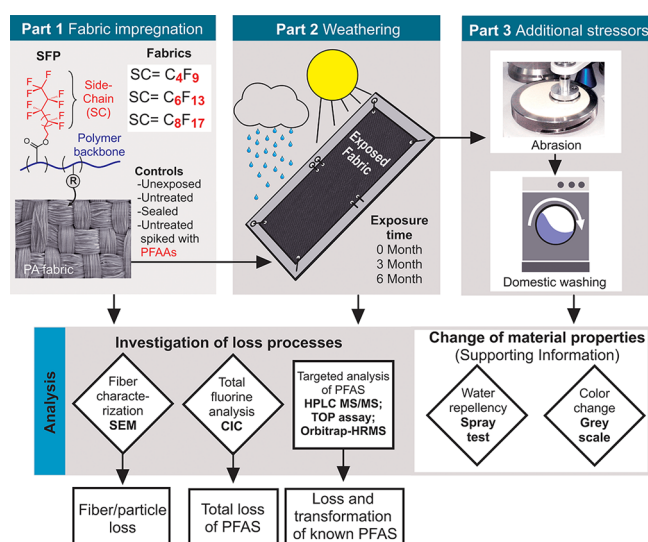 Part 1 Fabric impregnation
SFP
F F F F F F F F F
Side-
Chain
(SC)
O
O
Polymer
backbone
R
PA fabric
Fabrics
SC= C4F9
SC= C6F13
SC= C8F17
Controls
-Unexposed
-Untreated
-Sealed
-Untreated
spiked with
PFAAs
Part 2 Weathering
Exposed
Fabric
Exposure
time
0 Month
3 Month
6 Month
Part 3 Additional stressors
Abrasion
Domestic washing
Analysis
Investigation of loss processes
Fiber
characte-
rization
SEM
Total
fluorine
analysis
CIC
Targeted analysis
of PFAS
HPLC MS/MS;
TOP assay;
Orbitrap-HRMS
Fiber/particle
loss
Total loss
of PFAS
Loss and
transformation
of known PFAS
Change of material properties
(Supporting Information)
Water
repellency
Spray
test
Color
change
Grey
scale